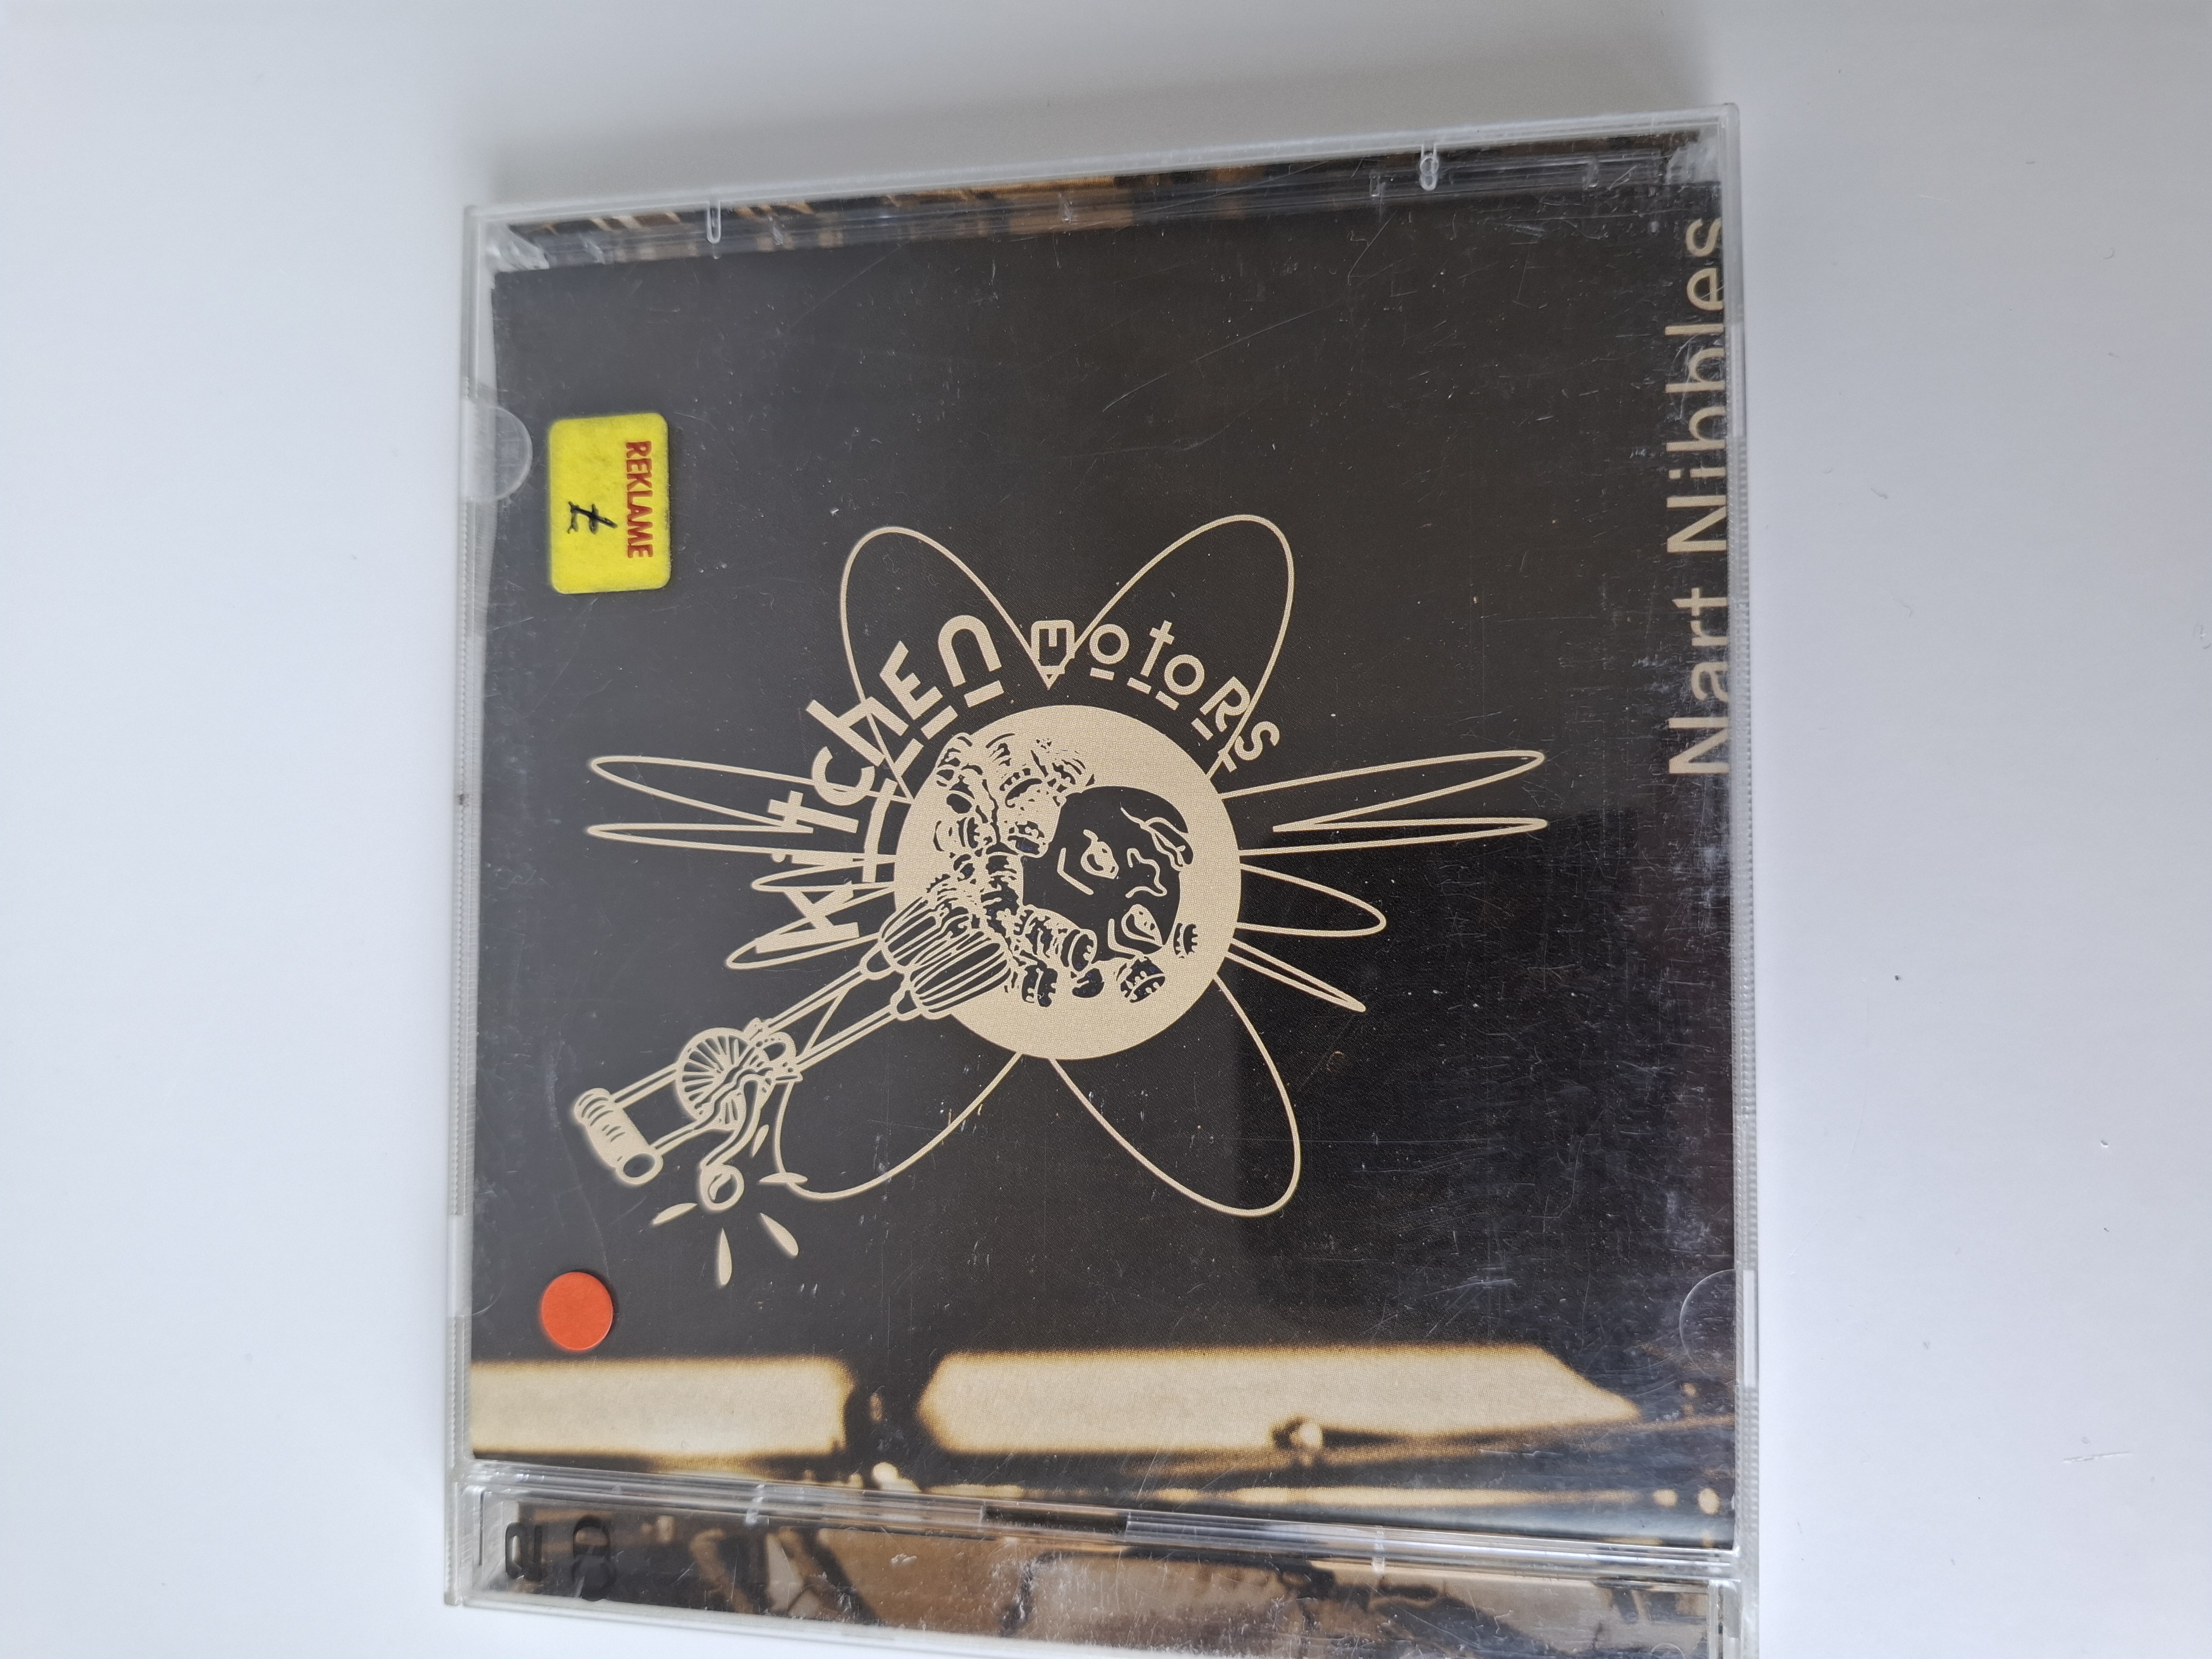 KitchEn motoRs
Nart Nibbles
REKLAME